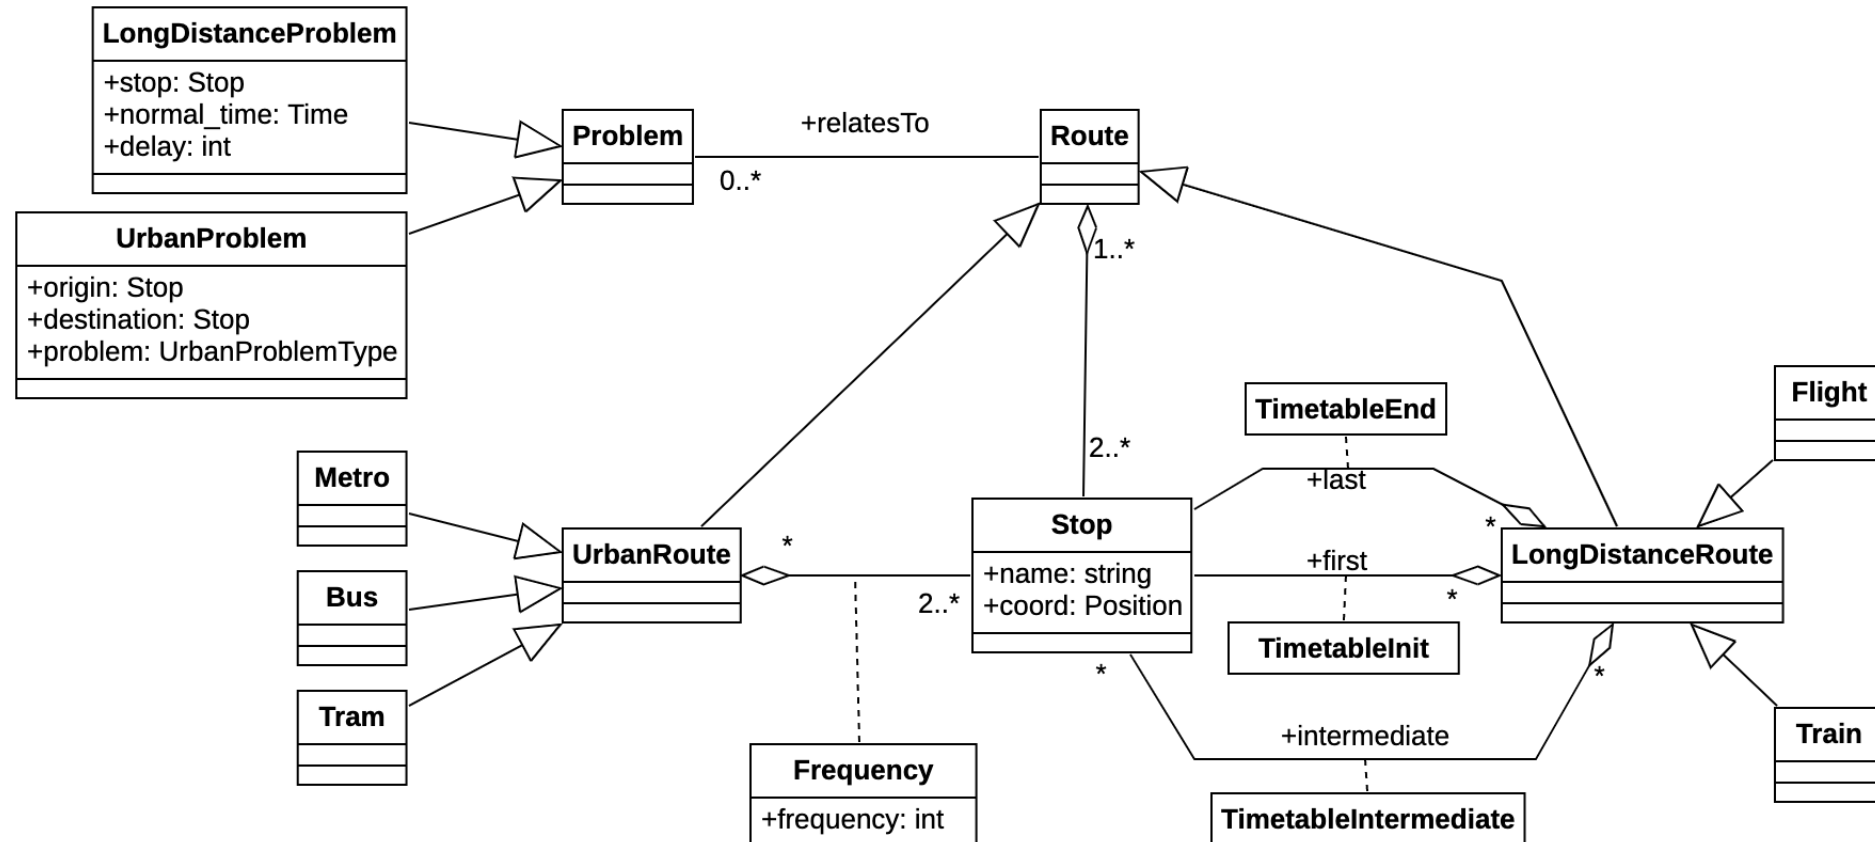 LongDistanceProblem
+stop: Stop
+normal_time: Time
+delay: int
UrbanProblem
+origin: Stop
+destination: Stop
+problem: UrbanProblemType
Problem
+relatesTo
0..*
Route
1..*
2..*
TimetableEnd
+last
*
Flight
Metro
Bus
Tram
UrbanRoute
*
2..*
Stop
+name: string
+coord: Position
+first
*
LongDistanceRoute
TimetableInit
*
*
+intermediate
Train
Frequency
+frequency: int
TimetableIntermediate